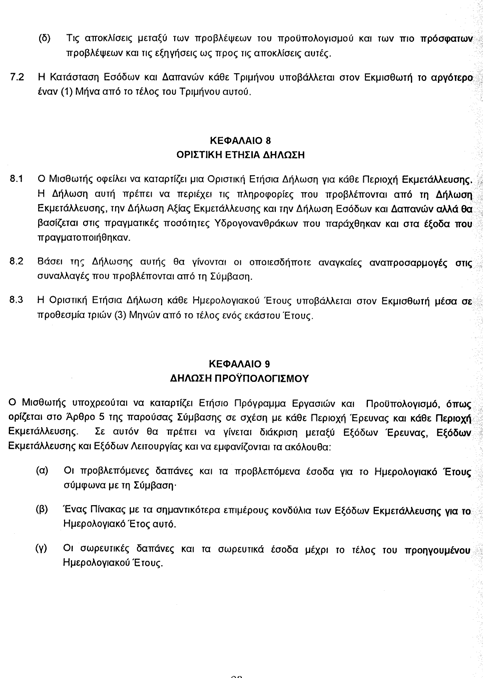 (δ) Τις αποκλίσεις μεταξύ των προβλέψεων του προϋπολογισμού και των πιο πρόσφατων
προβλέψεων και τις εξηγήσεις ως προς τις αποκλίσεις αυτές.
7.2 Η Κατάσταση Εσόδων και Δαπανών κάθε Τριμήνου υποβάλλεται στον Εκμισθωτή το αργότερο
έναν (1) Μήνα από το τέλος του Τριμήνου αυτού.
ΚΕΦΑΛΑΙΟ 8
ΟΡΙΣΤΙΚΗ ΕΤΗΣΙΑ ΔΗΛΩΣΗ
8.1 Ο Μισθωτής οφείλει να καταρτίζει μια Οριστική Ετήσια Δήλωση για κάθε Περιοχή Εκμετάλλευσης.
Η Δήλωση αυτή πρέπει να περιέχει τις πληροφορίες που προβλέπονται από τη Δήλωση
Εκμετάλλευσης, την Δήλωση Αξίας Εκμετάλλευσης και την Δήλωση Εσόδων και Δαπανών αλλά θα
βασίζεται στις πραγματικές ποσότητες Υδρογονανθράκων που παράχθηκαν και στα έξοδα που
πραγματοποιήθηκαν.
8.2 Βάσει της Δήλωσης αυτής θα γίνονται οι οποιεσδήποτε αναγκαίες αναπροσαρμογές στις
συναλλαγές που προβλέπονται από τη Σύμβαση.
8.3 Η Οριστική Ετήσια Δήλωση κάθε Ημερολογιακού Έτους υποβάλλεται στον Εκμισθωτή μέσα σε
προθεσμία τριών (3) Μηνών από το τέλος ενός εκάστου Έτους.
ΚΕΦΑΛΑΙΟ 9
ΔΗΛΩΣΗ ΠΡΟΫΠΟΛΟΓΙΣΜΟΥ
Ο Μισθωτής υποχρεούται να καταρτίζει Ετήσιο Πρόγραμμα Εργασιών και Προϋπολογισμό, όπως
ορίζεται στο Άρθρο 5 της παρούσας Σύμβασης σε σχέση με κάθε Περιοχή Έρευνας και κάθε Περιοχή
Εκμετάλλευσης. Σε αυτόν θα πρέπει να γίνεται διάκριση μεταξύ Εξόδων Έρευνας, Εξόδων
Εκμετάλλευσης και Εξόδων Λειτουργίας και να εμφανίζονται τα ακόλουθα:
(α) Οι προβλεπόμενες δαπάνες και τα προβλεπόμενα έσοδα για το Ημερολογιακό Έτους
σύμφωνα με τη Σύμβαση·
(β) Ένας Πίνακας με τα σημαντικότερα επιμέρους κονδύλια των Εξόδων Εκμετάλλευσης για το
Ημερολογιακό Έτος αυτό.
(γ) Οι σωρευτικές δαπάνες και τα σωρευτικά έσοδα μέχρι το τέλος του προηγουμένου
Ημερολογιακού Έτους.